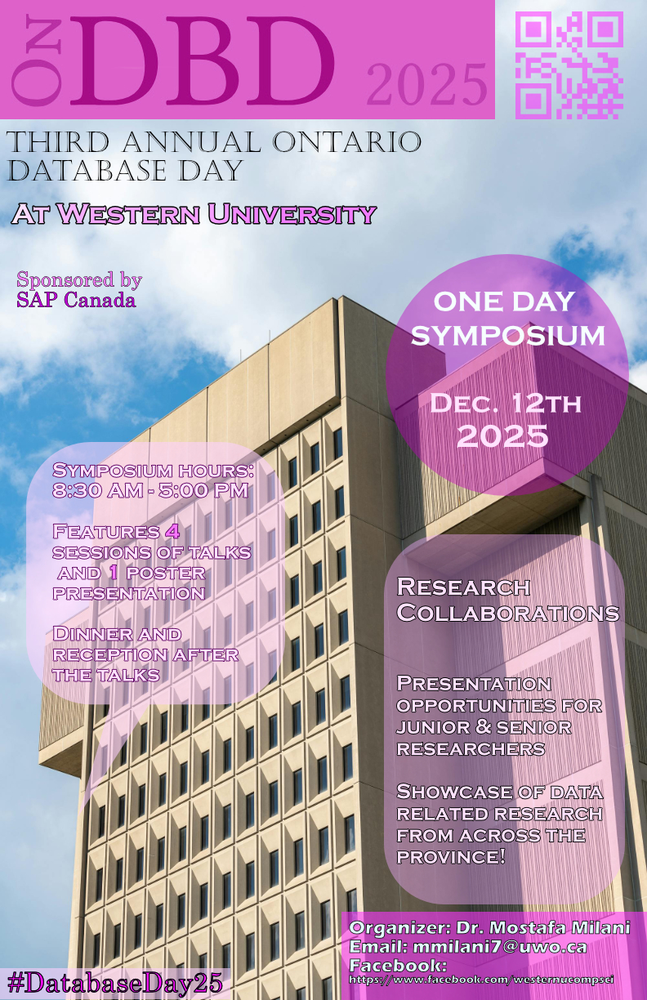 ON DBD 2025
THIRD ANNUAL ONTARIO
DATABASE DAY
AT WESTERN UNIVERSITY
Sponsored by
SAP Canada
ONE DAY
SYMPOSIUM
DEC. 12TH
2025
SYMPOSIUM HOURS:
8:30 AM - 5:00 PM
FEATURES 4
SESSIONS OF TALKS
AND 1 POSTER
PRESENTATION
DINNER AND
RECEPTION AFTER
THE TALKS
RESEARCH
COLLABORATIONS
PRESENTATION
OPPORTUNITIES FOR
JUNIOR & SENIOR
RESEARCHERS
SHOWCASE OF DATA
RELATED RESEARCH
FROM ACROSS THE
PROVINCE!
Organizer: Dr. Mostafa Milani
Email: mmilani7@uwo.ca
Facebook:
https://www.facebook.com/westernucompsci
#DatabaseDay25